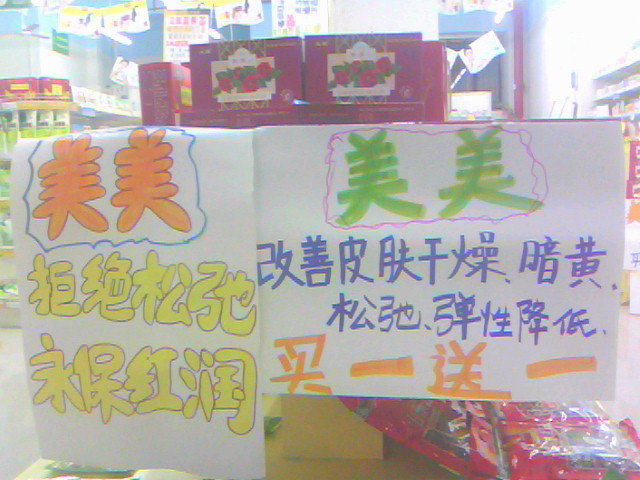 美美
拒绝松弛
永保红润
美美
改善皮肤干燥、暗黄、
松弛、弹性降低、
买一送一